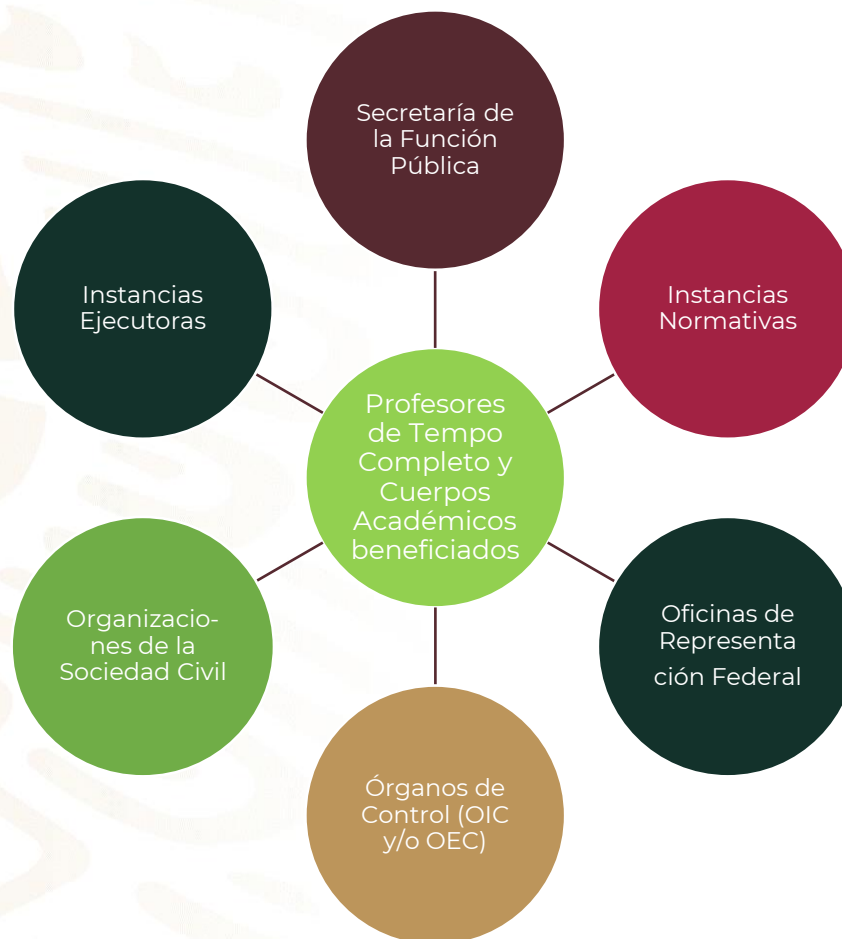 Secretaría de
la Función
Pública
Instancias
Ejecutoras
Instancias
Normativas
Profesores
de Tempo
Completo y
Cuerpos
Académicos
beneficiados
Organizacio-
nes de la
Sociedad Civil
Oficinas de
Representa
ción Federal
Órganos de
Control (OIC
y/o OEC)